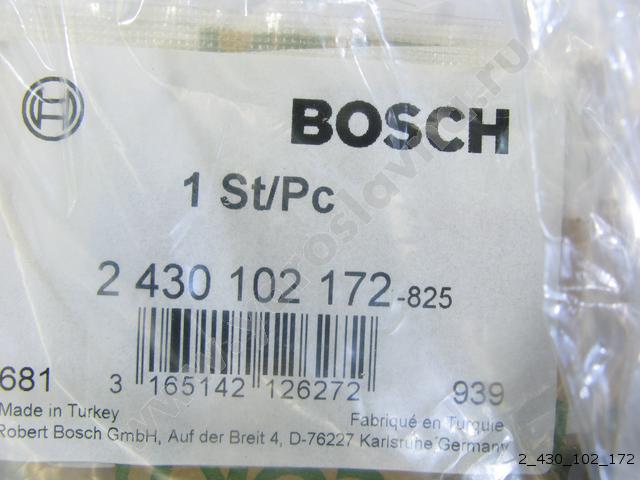 BOSCH
1 St/Pc
2 430 102 172-825
681 3 165142 126272 939
Made in Turkey Fabriqué en Turquie
Robert Bosch GmbH, Auf der Breit 4, D-76227 Karlsruhe/Germany
2_430_102_172